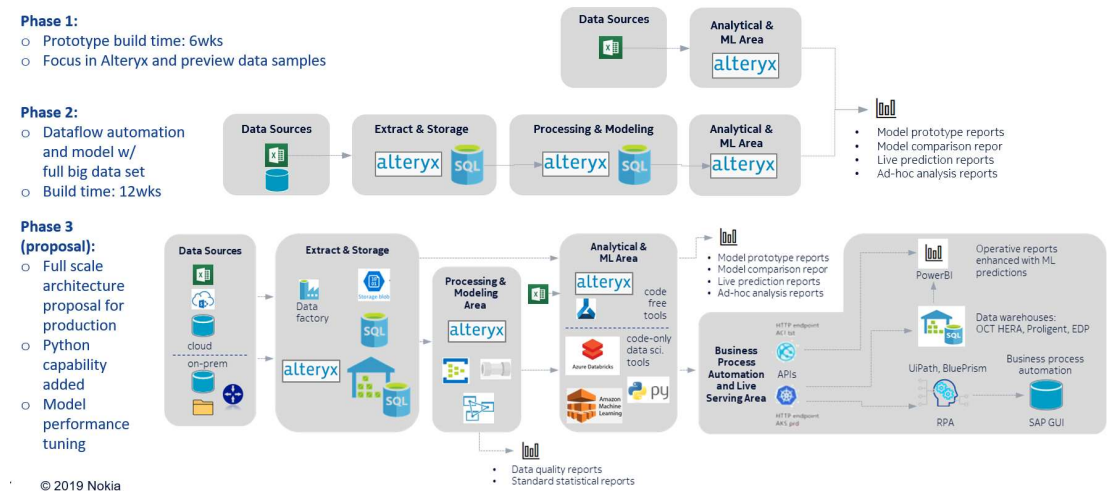 Phase 1:
o Prototype build time: 6wks
o Focus in Alteryx and preview data samples
Data Sources
Analytical &
ML Area
alteryx
Phase 2:
o Dataflow automation
and model w/
full big data set
o Build time: 12wks
Data Sources
Extract & Storage
alteryx
SQL
Processing & Modeling
alteryx
SQL
Analytical &
ML Area
alteryx
• Model prototype reports
• Model comparison repor
• Live prediction reports
• Ad-hoc analysis reports
Phase 3
(proposal):
o Full scale
architecture
proposal for
production
o Python
capability
added
o Model
performance
tuning
Data Sources
cloud
on-prem
Extract & Storage
Data
factory
Storage blob
SQL
alteryx
SQL
Processing &
Modeling
Area
alteryx
• Data quality reports
• Standard statistical reports
Analytical &
ML Area
alteryx
code
free
tools
code-only
data sci.
tools
Azure Databricks
Amazon
Machine
Learning
py
• Model prototype reports
• Model comparison repor
• Live prediction reports
• Ad-hoc analysis reports
Business
Process
Automation
and Live
Serving Area
HTTP endpoint
ACI tst
APIs
HTTP endpoint
AKS prd
PowerBI
Operative reports
enhanced with ML
predictions
SQL
Data warehouses:
OCT HERA, Proligent, EDP
UiPath, BluePrism
RPA
Business process
automation
SAP GUI
© 2019 Nokia